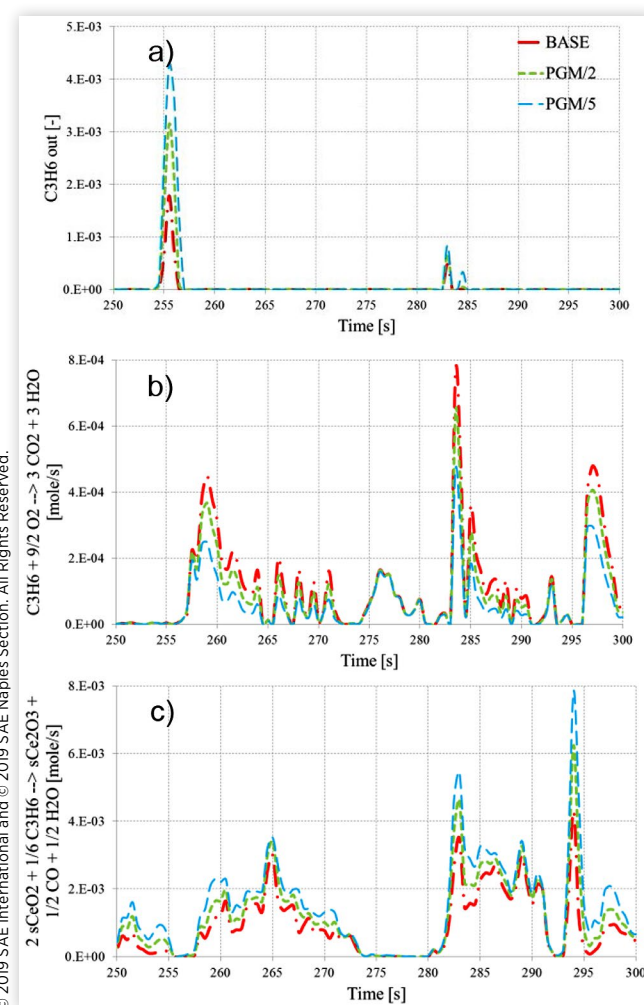 a)
BASE
PGM/2
PGM/5
C3H6 out [-]
5.E-03
4.E-03
3.E-03
2.E-03
1.E-03
0.E+00
250 255 260 265 270 275 280 285 290 295 300
Time [s]
b)
C3H6 + 9/2 O2 --> 3 CO2 + 3 H2O
[mole/s]
8.E-04
6.E-04
4.E-04
2.E-04
0.E+00
250 255 260 265 270 275 280 285 290 295 300
Time [s]
c)
2 sCeO2 + 1/6 C3H6 --> sCe2O3 +
1/2 CO + 1/2 H2O [mole/s]
8.E-03
6.E-03
4.E-03
2.E-03
0.E+00
250 255 260 265 270 275 280 285 290 295 300
Time [s]
© 2019 SAE International and © 2019 SAE Naples Section. All Rights Reserved.